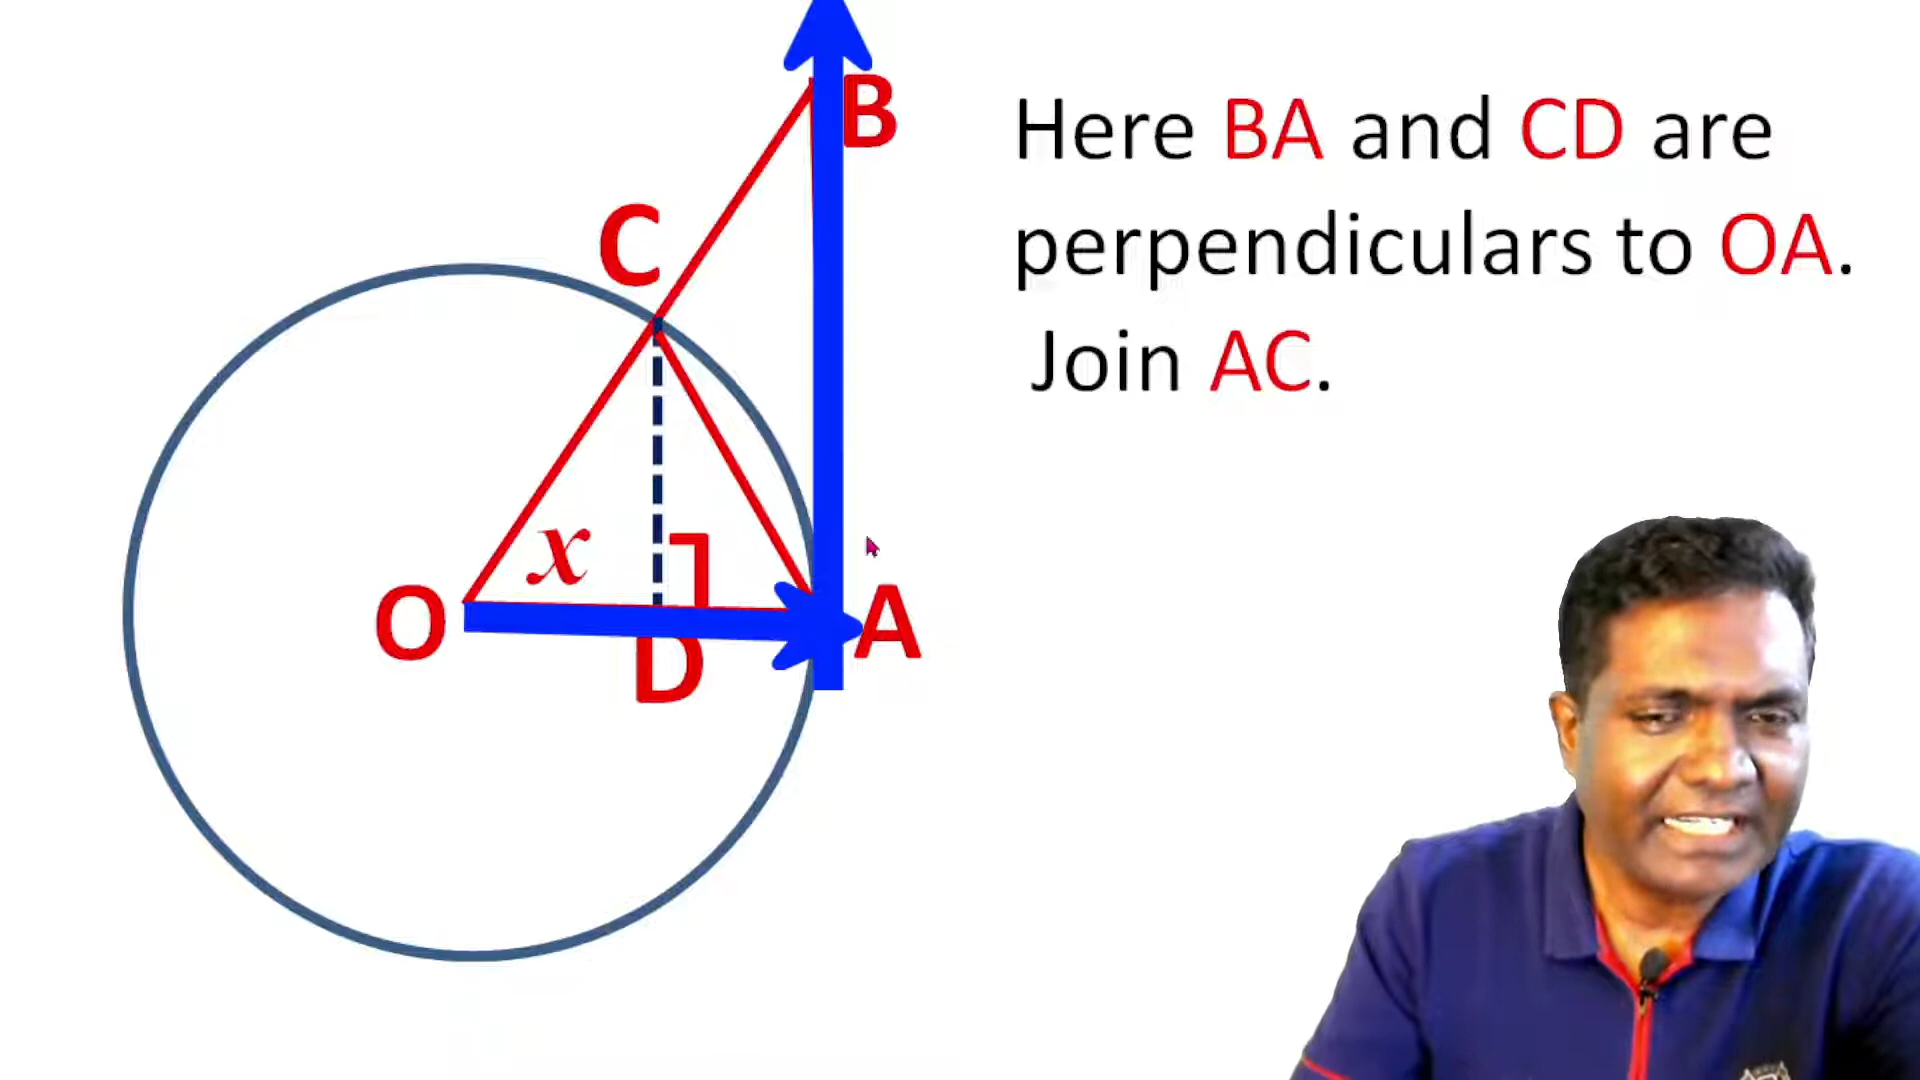 B
C
x
O
A
D
Here BA and CD are
perpendiculars to OA.
Join AC.